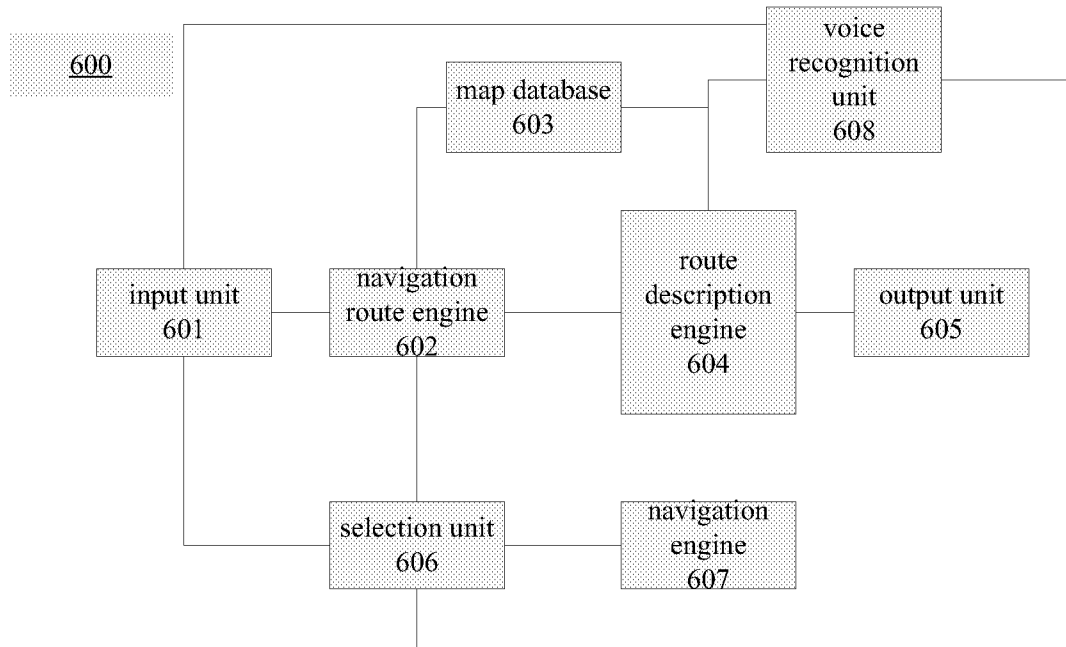 600
voice
recognition
unit
608
map database
603
input unit
601
navigation
route engine
602
route
description
engine
604
output unit
605
selection unit
606
navigation
engine
607